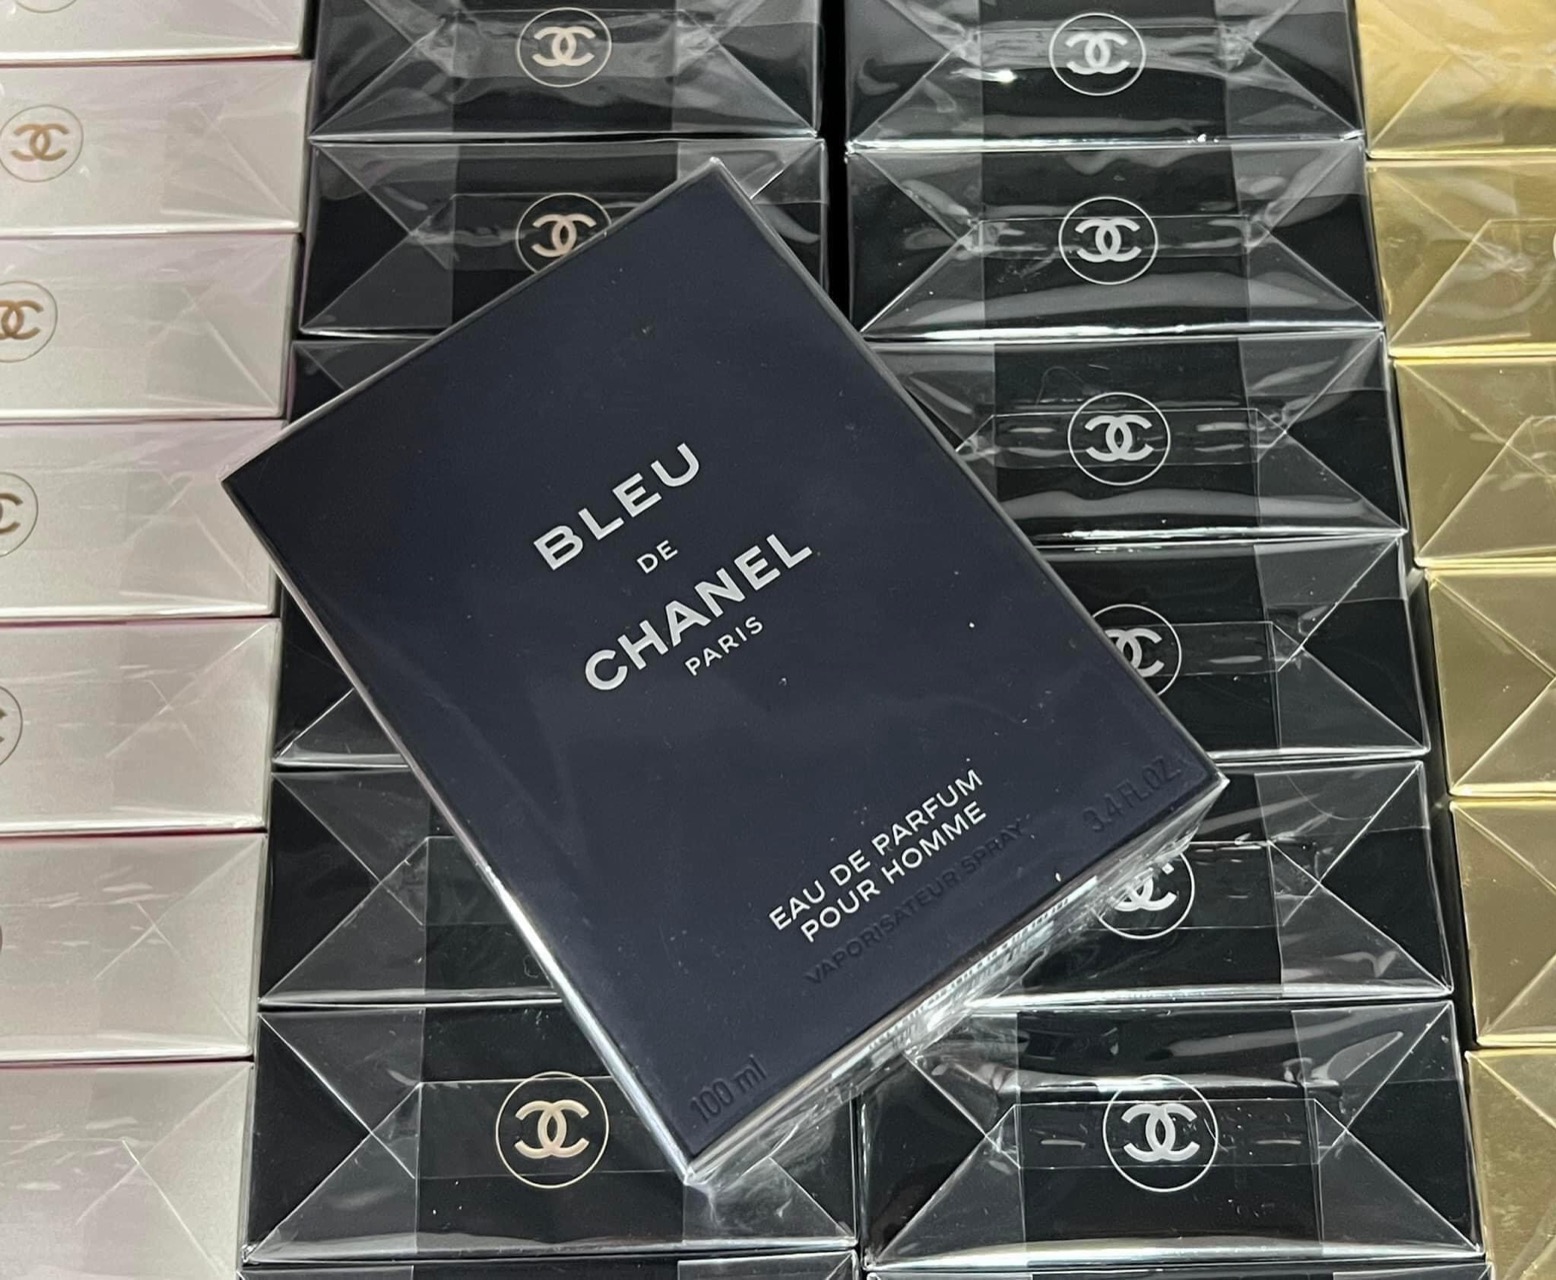 BLEU
DE
CHANEL
PARIS
EAU DE PARFUM
POUR HOMME
VAPORISATEUR SPRAY
100 ml
3.4 FL.OZ.